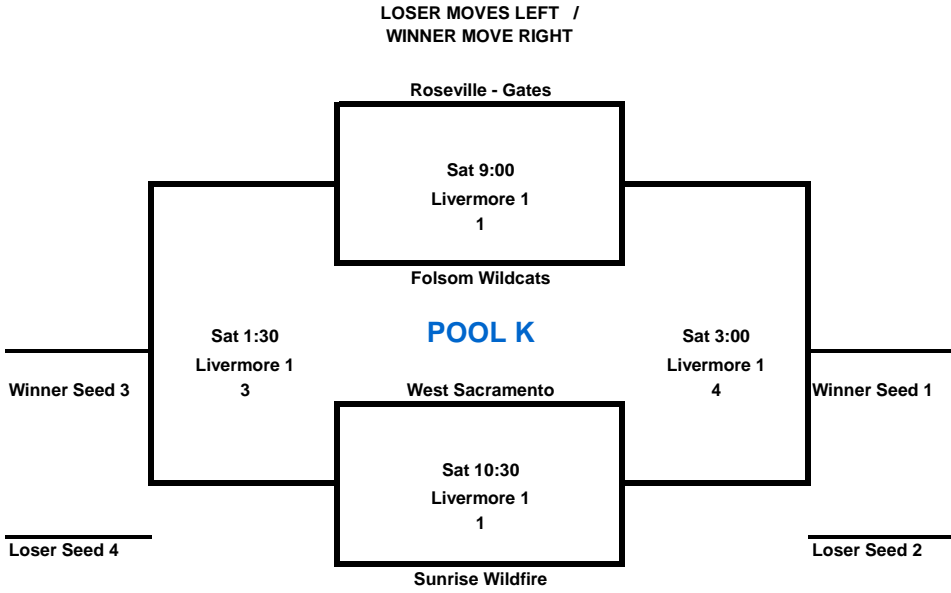 LOSER MOVES LEFT /
WINNER MOVE RIGHT
Roseville - Gates
Sat 9:00
Livermore 1
1
Folsom Wildcats
POOL K
Sat 1:30
Livermore 1
3
Sat 3:00
Livermore 1
4
Winner Seed 3
West Sacramento
Winner Seed 1
Sat 10:30
Livermore 1
1
Loser Seed 4
Loser Seed 2
Sunrise Wildfire